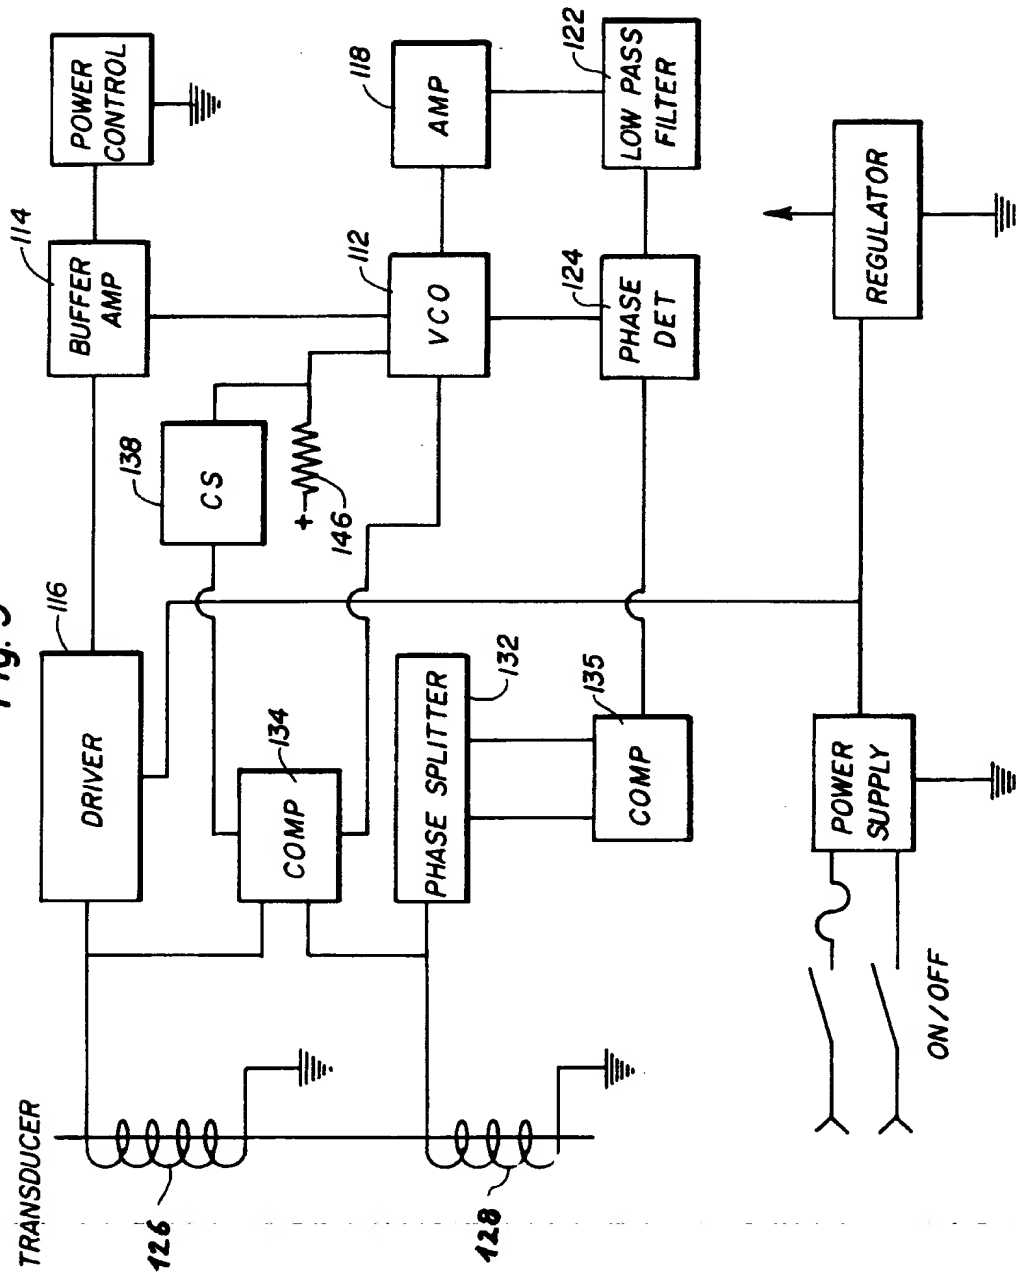 Fig.
TRANSDUCER
126
128
116
DRIVER
114
BUFFER
AMP
POWER
CONTROL
138
CS
134
COMP
+
146
112
VCO
118
AMP
PHASE SPLITTER
132
135
COMP
124
PHASE
DET
122
LOW PASS
FILTER
ON/OFF
POWER
SUPPLY
REGULATOR